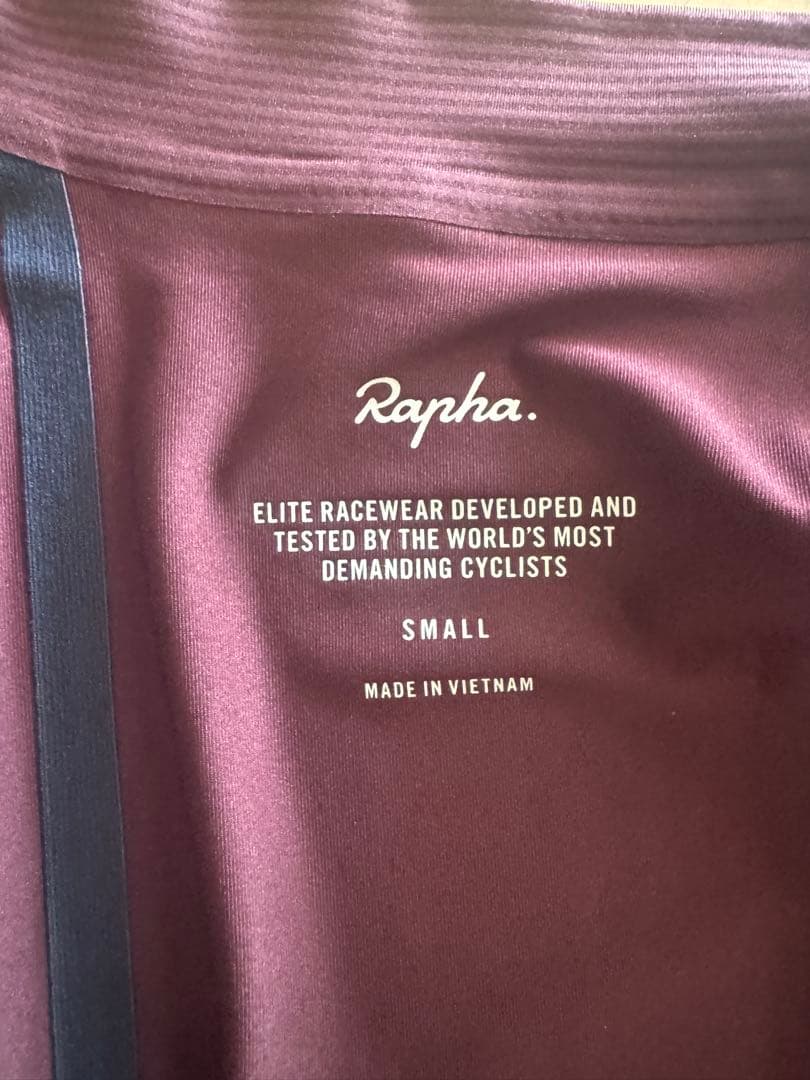 Rapha.
ELITE RACEWEAR DEVELOPED AND
TESTED BY THE WORLD'S MOST
DEMANDING CYCLISTS
SMALL
MADE IN VIETNAM